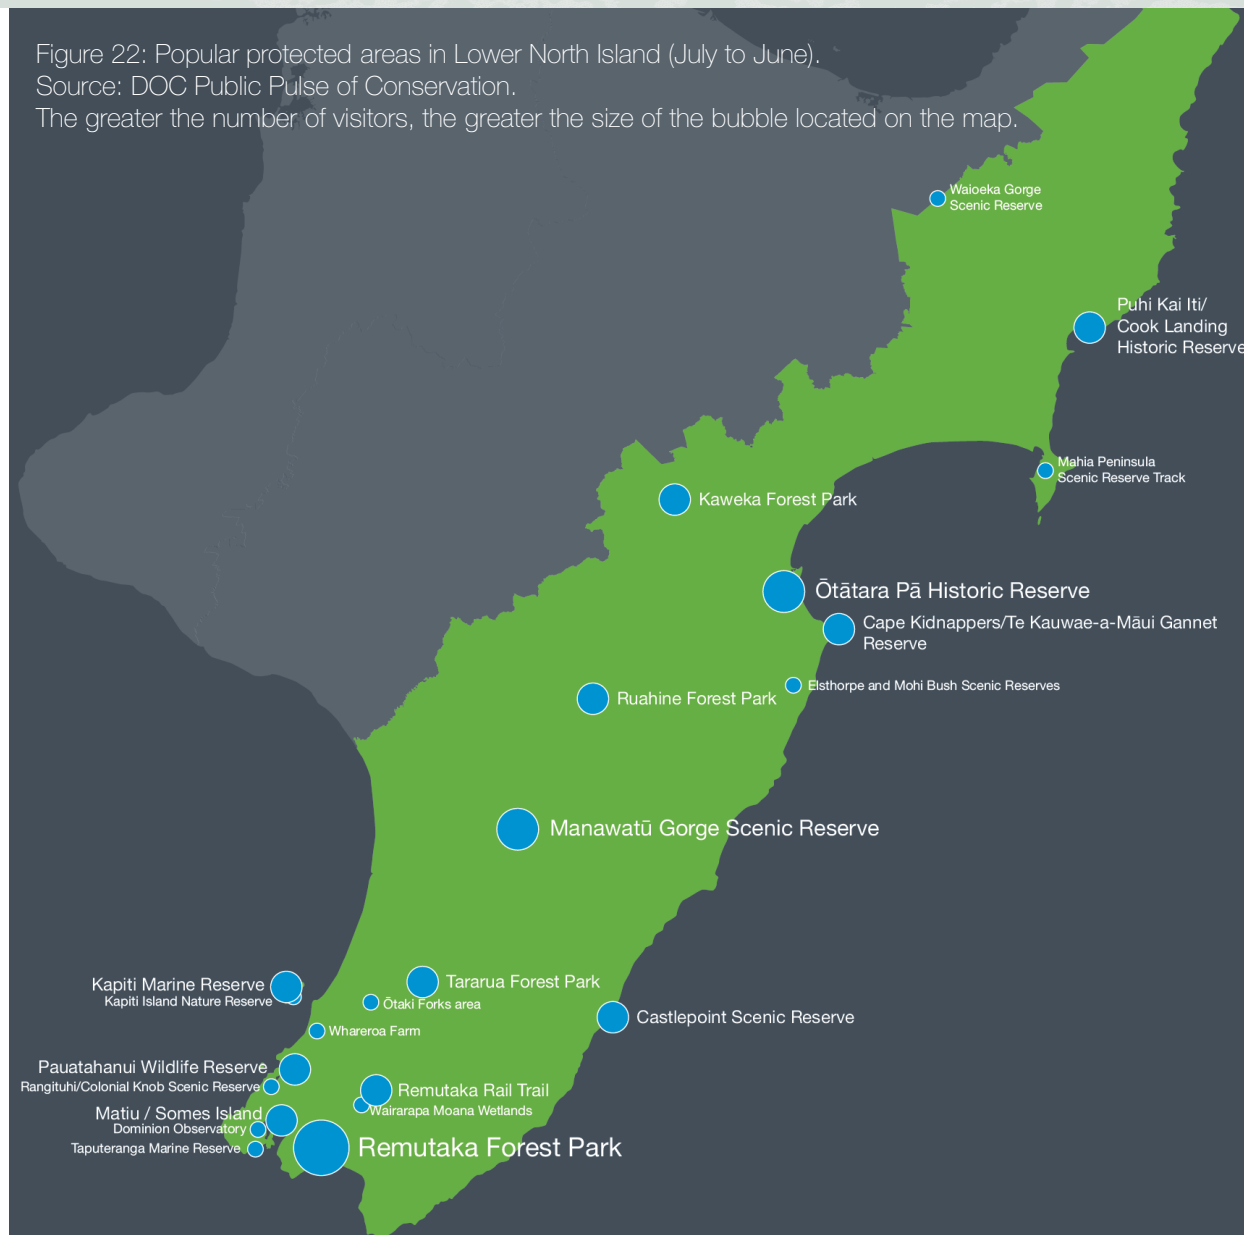 Figure 22: Popular protected areas in Lower North Island (July to June).
Source: DOC Public Pulse of Conservation.
The greater the number of visitors, the greater the size of the bubble located on the map.
Waioeka Gorge
Scenic Reserve
Puhi Kai Iti/
Cook Landing
Historic Reserve
Mahia Peninsula
Scenic Reserve Track
Kaweka Forest Park
Ōtātara Pā Historic Reserve
Cape Kidnappers/Te Kauwae-a-Māui Gannet
Reserve
Elsthorpe and Mohi Bush Scenic Reserves
Ruahine Forest Park
Manawatū Gorge Scenic Reserve
Kapiti Marine Reserve
Kapiti Island Nature Reserve
Tararua Forest Park
Ōtaki Forks area
Castlepoint Scenic Reserve
Whareroa Farm
Pauatahanui Wildlife Reserve
Rangituhi/Colonial Knob Scenic Reserve
Remutaka Rail Trail
Wairarapa Moana Wetlands
Matiu / Somes Island
Dominion Observatory
Taputeranga Marine Reserve
Remutaka Forest Park